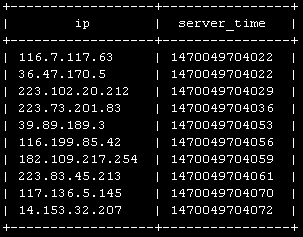 +-----------------+---------------+
| ip | server_time |
+-----------------+---------------+
| 116.7.117.63 | 1470049704022 |
| 36.47.170.5 | 1470049704022 |
| 223.102.20.212 | 1470049704029 |
| 223.73.201.83 | 1470049704036 |
| 39.89.189.3 | 1470049704053 |
| 116.199.85.42 | 1470049704056 |
| 182.109.217.254 | 1470049704059 |
| 223.83.45.213 | 1470049704061 |
| 117.136.5.145 | 1470049704070 |
| 14.153.32.207 | 1470049704072 |
+-----------------+---------------+